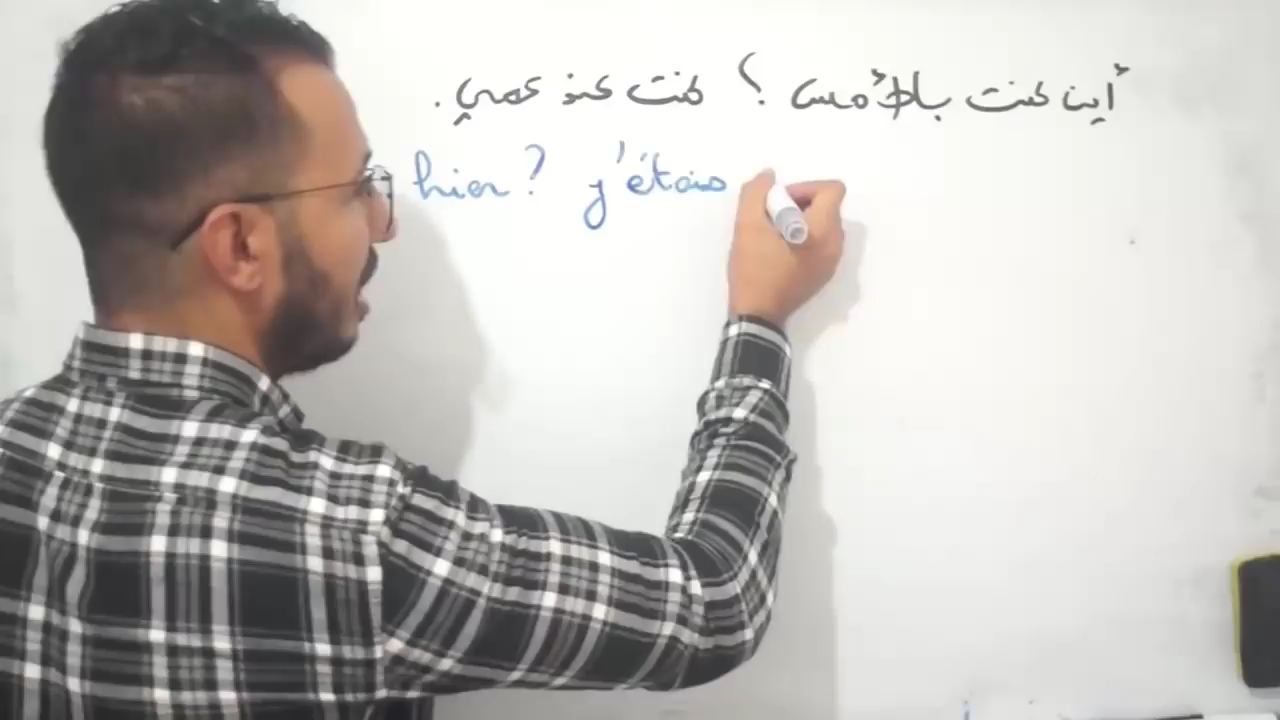 أين كنت بالأمس ؟ كنت عند عمي .
hier ? j'étais